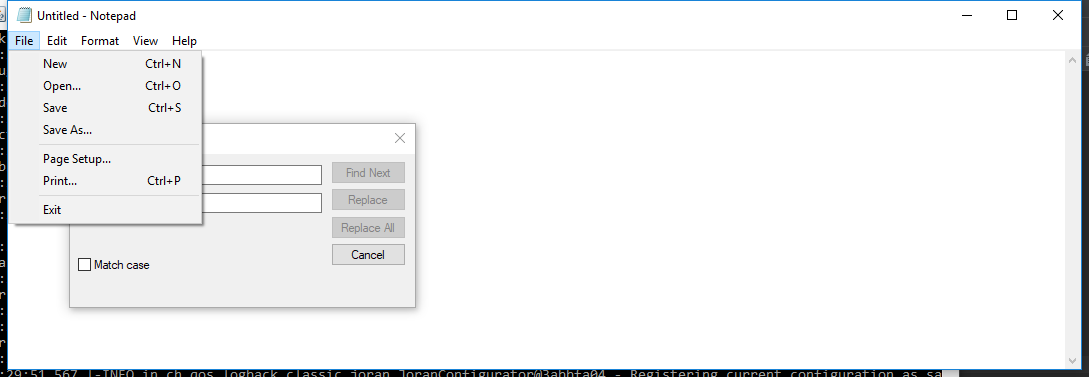 Untitled - Notepad
File Edit Format View Help
New Ctrl+N
Open... Ctrl+O
Save Ctrl+S
Save As...
Page Setup...
Print... Ctrl+P
Exit
Find Next
Replace
Replace All
Cancel
Match case
:29:51,567 |-INFO in ch.qos.logback.classic.joran.JoranConfigurator@3abbfa04 - Registering current configuration as sa